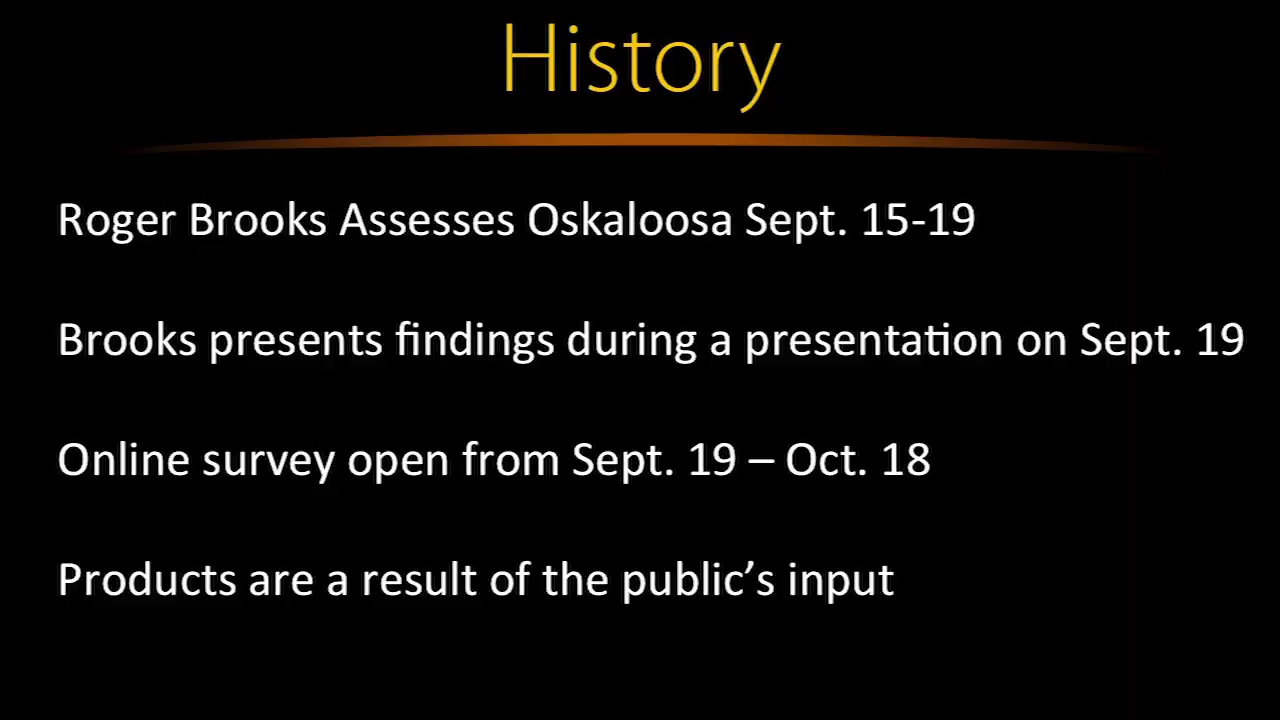 History
Roger Brooks Assesses Oskaloosa Sept. 15-19
Brooks presents findings during a presentation on Sept. 19
Online survey open from Sept. 19 – Oct. 18
Products are a result of the public’s input